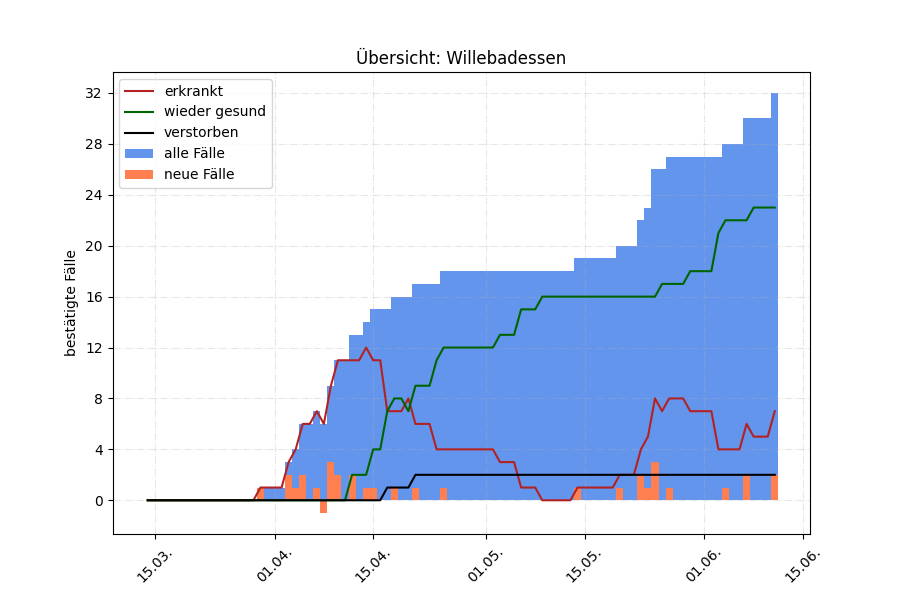 Übersicht: Willebadessen
erkrankt
wieder gesund
verstorben
alle Fälle
neue Fälle
bestätigte Fälle
32
28
24
20
16
12
8
4
0
15.03.
01.04.
15.04.
01.05.
15.05.
01.06.
15.06.